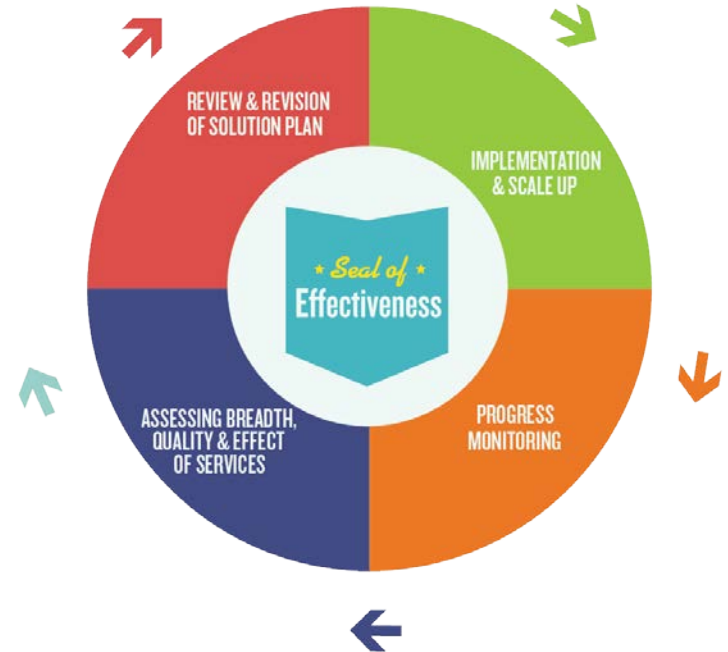 REVIEW & REVISION
OF SOLUTION PLAN
IMPLEMENTATION
& SCALE UP
Seal of
Effectiveness
ASSESSING BREADTH,
QUALITY & EFFECT
OF SERVICES
PROGRESS
MONITORING